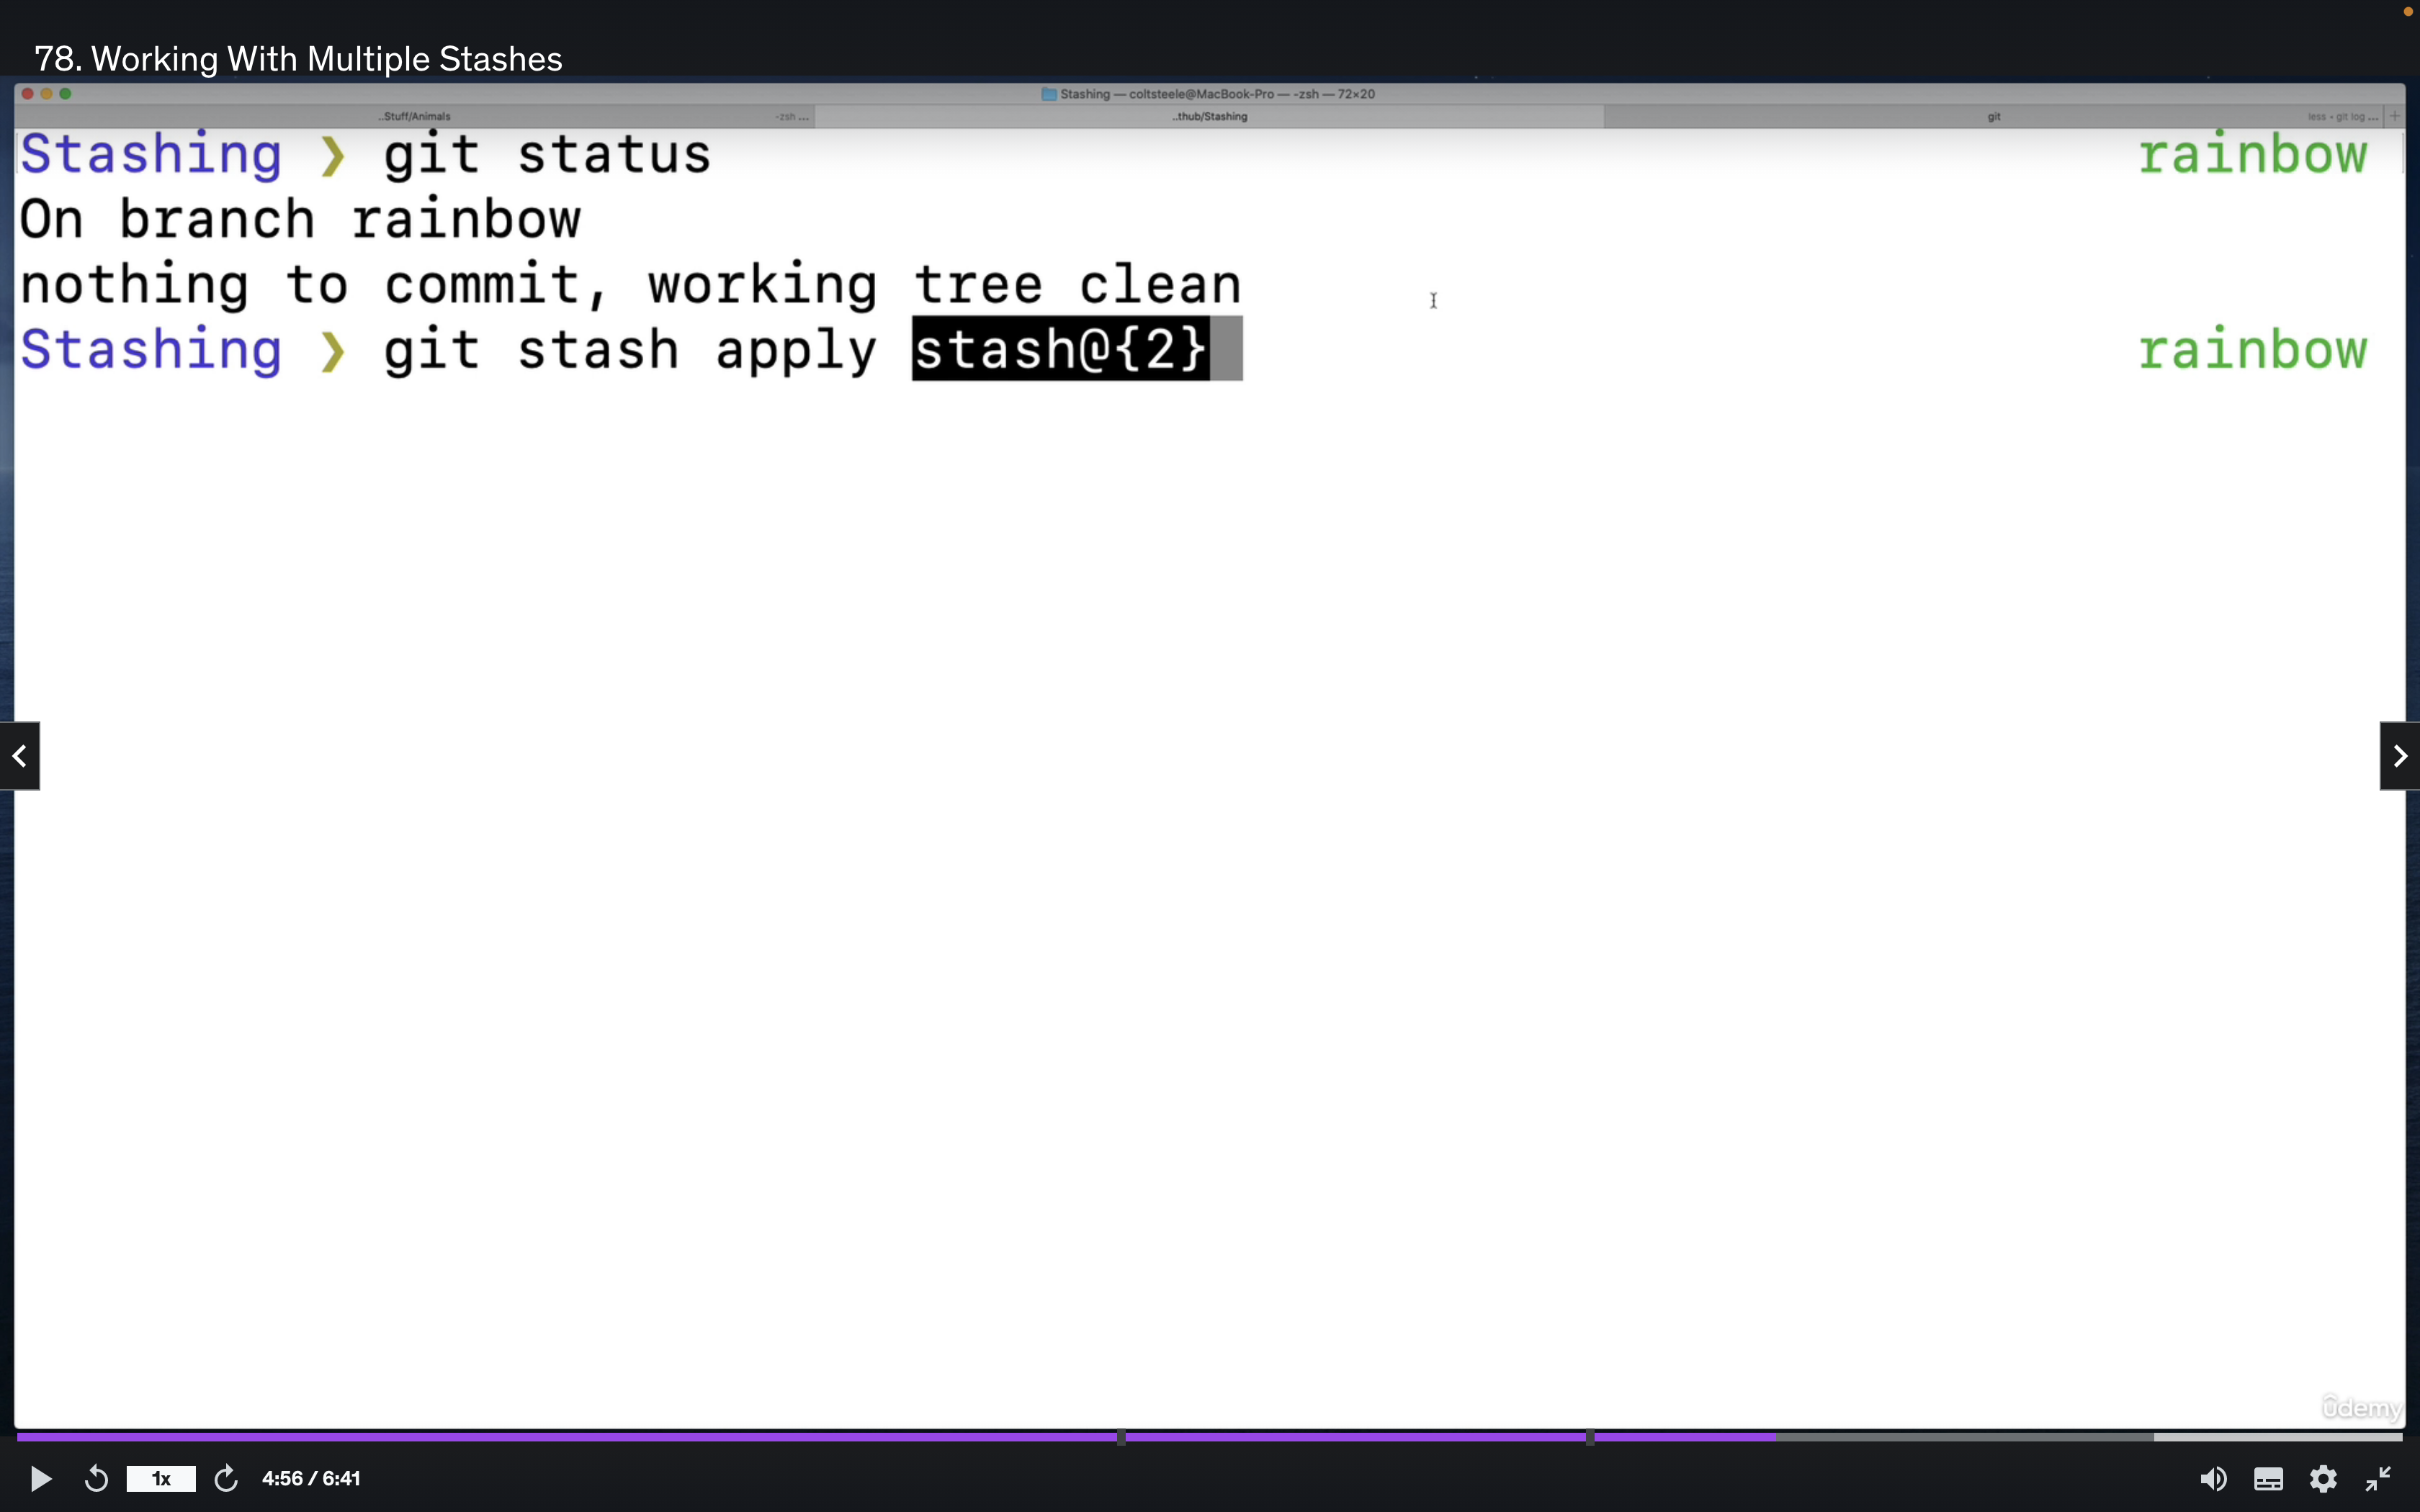 78. Working With Multiple Stashes
Stashing — coltsteele@MacBook-Pro — -zsh — 72×20
..Stuff/Animals -zsh ... ..thub/Stashing git less ◂ git log ... +
Stashing ❯ git status rainbow
On branch rainbow
nothing to commit, working tree clean
Stashing ❯ git stash apply stash@{2} rainbow
ûdemy
1x 4:56 / 6:41